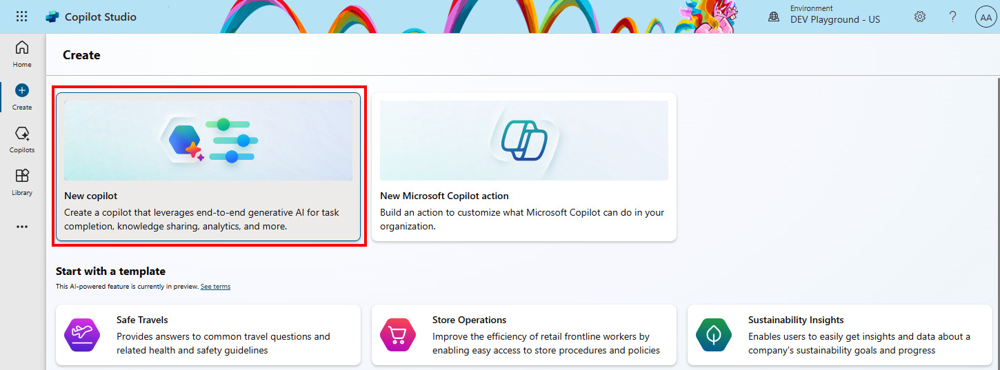 Copilot Studio
Environment
DEV Playground - US
?
AA
Home
Create
Copilots
Library
Create
New copilot
Create a copilot that leverages end-to-end generative AI for task
completion, knowledge sharing, analytics, and more.
New Microsoft Copilot action
Build an action to customize what Microsoft Copilot can do in your
organization.
Start with a template
This AI-powered feature is currently in preview. See terms
Safe Travels
Provides answers to common travel questions and
related health and safety guidelines
Store Operations
Improve the efficiency of retail frontline workers by
enabling easy access to store procedures and policies
Sustainability Insights
Enables users to easily get insights and data about a
company's sustainability goals and progress